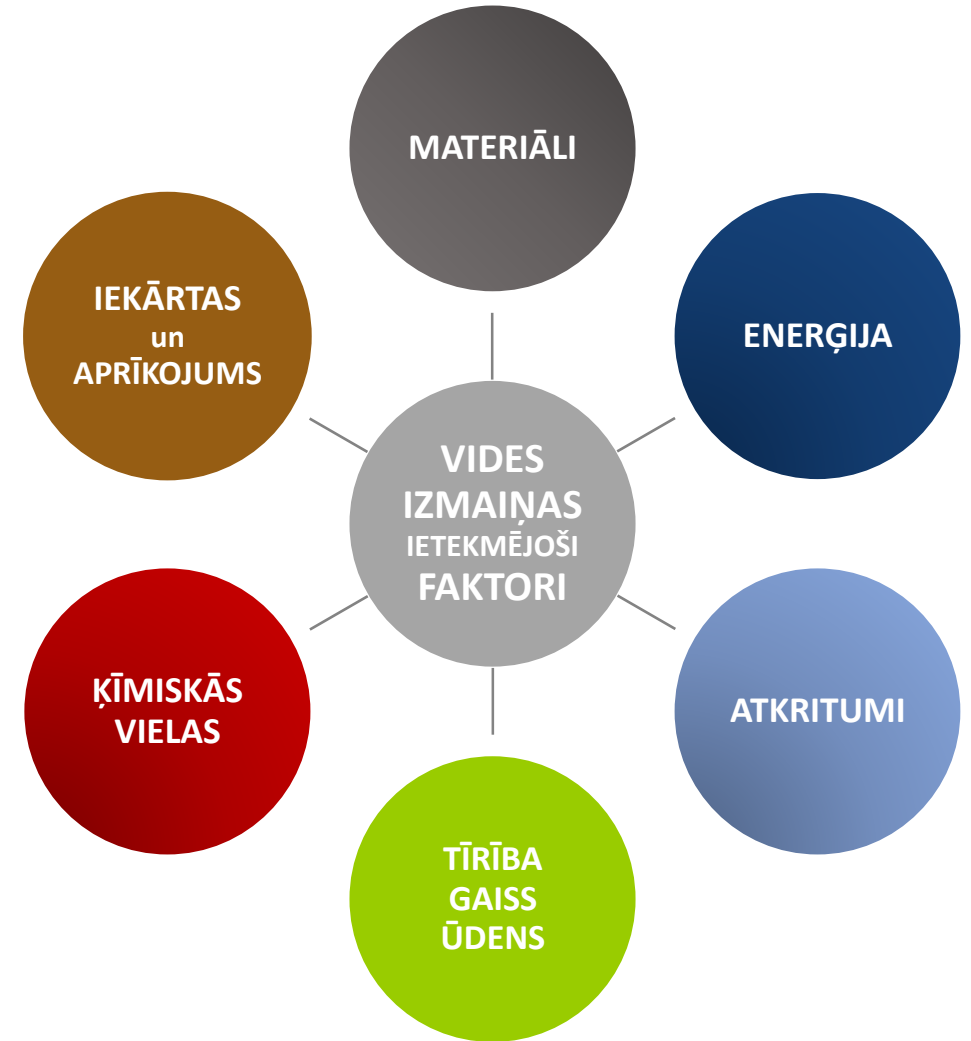 MATERIĀLI
ENERĢIJA
ATKRITUMI
TĪRĪBA
GAISS
ŪDENS
ĶĪMISKĀS
VIELAS
IEKĀRTAS
un
APRĪKOJUMS
VIDES
IZMAIŅAS
IETEKMĒJOŠI
FAKTORI